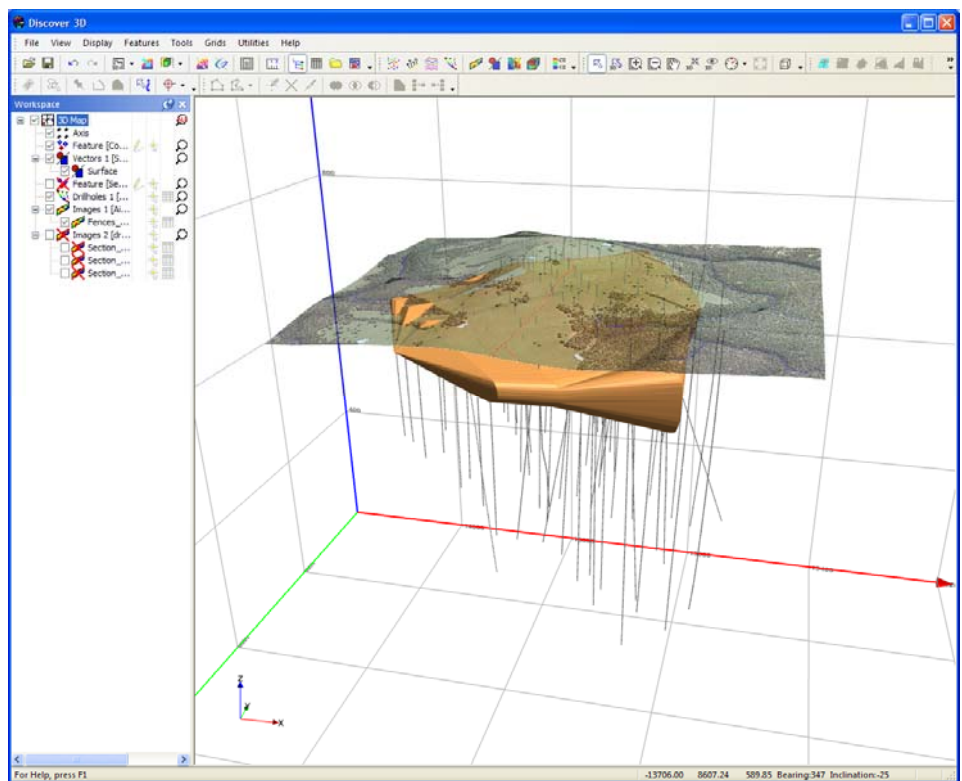 Discover 3D
File View Display Features Tools Grids Utilities Help
Workspace
3D Map
Axis
Feature [Co...
Vectors 1 [S...
Surface
Feature [Se...
Drillholes 1 [...
Images 1 [Ai...
Fences_...
Images 2 [dr...
Section_...
Section_...
Section_...
Z
Y
X
For Help, press F1
-13706.00 8607.24 589.85 Bearing:347 Inclination:-25